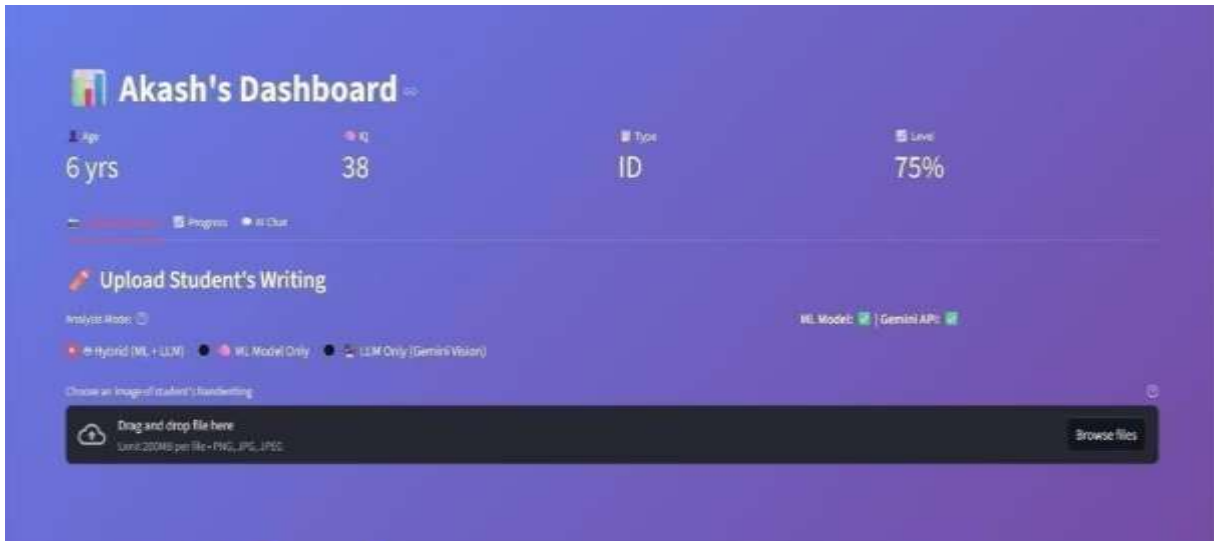 Akash's Dashboard
Age
IQ
Type
Level
6 yrs
38
ID
75%
Progress
AI Chat
Upload Student's Writing
Analysis Mode:
ML Model: ✅ | Gemini API: ✅
Hybrid (ML + LLM)
ML Model Only
LLM Only (Gemini Vision)
Choose an image of student's handwriting
Drag and drop file here
Limit 200MB per file • PNG, JPG, JPEG
Browse files